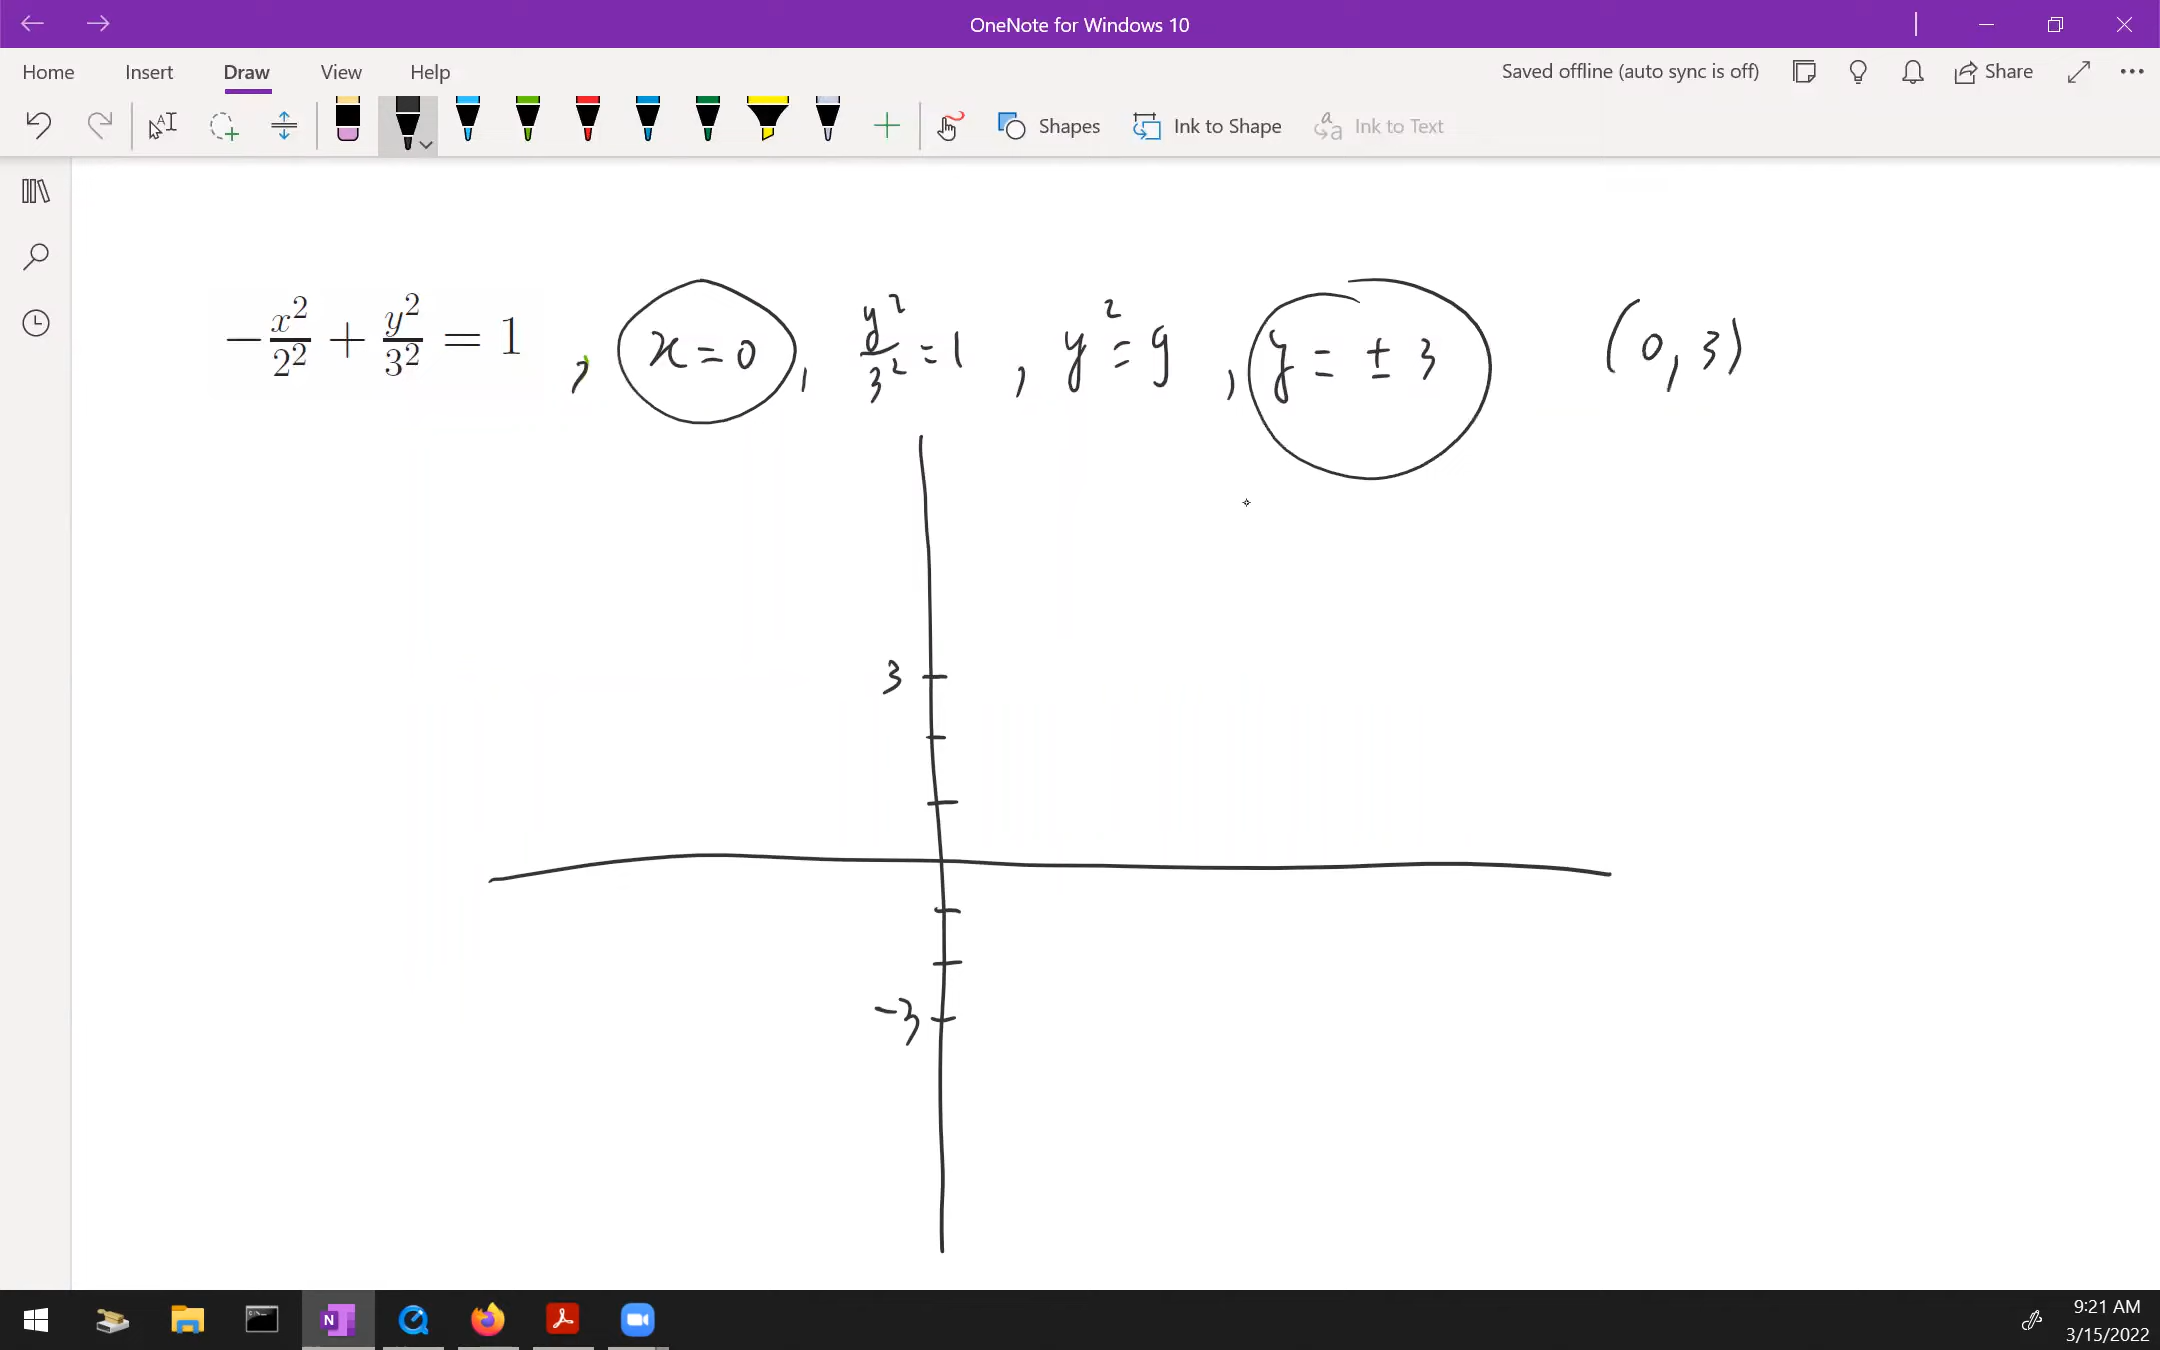 OneNote for Windows 10
Home Insert Draw View Help Saved offline (auto sync is off) Share
Shapes Ink to Shape Ink to Text
-x²/2² + y²/3² = 1 , x = 0 , y²/3² = 1 , y² = 9 , y = ± 3 (0, 3)
3
-3
9:21 AM
3/15/2022